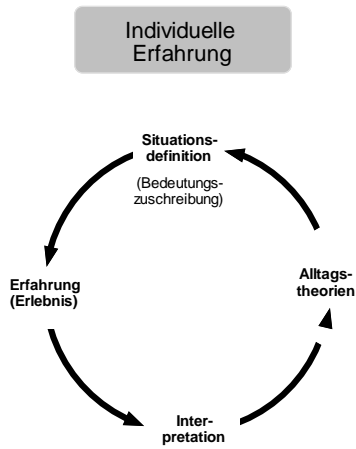 Individuelle
Erfahrung
Situations-
definition
(Bedeutungs-
zuschreibung)
Erfahrung
(Erlebnis)
Alltags-
theorien
Inter-
pretation